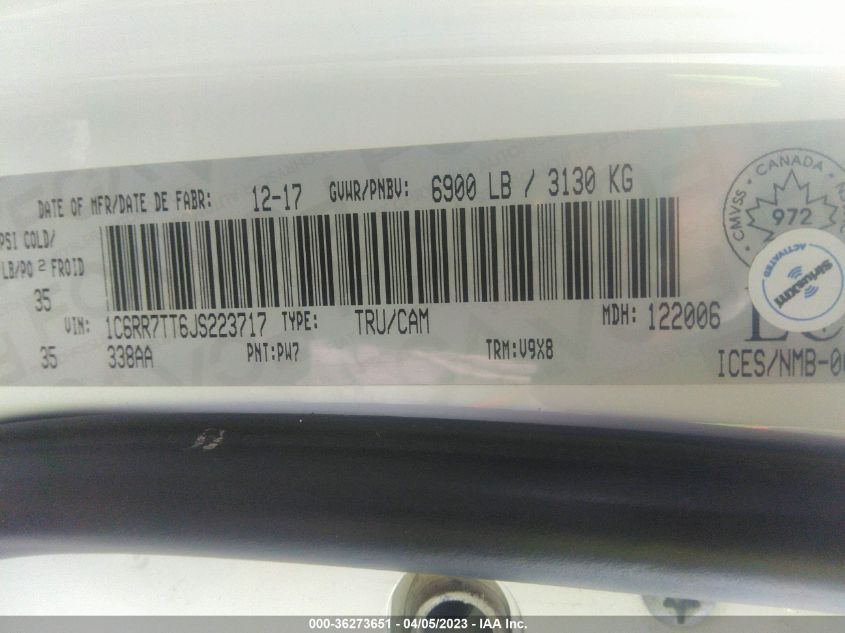 DATE OF MFR/DATE DE FABR: 12-17 GVWR/PNBV: 6900 LB / 3130 KG
PSI COLD/
LB/PO 2 FROID
35
VIN: 1C6RR7TT6JS223717 TYPE: TRU/CAM MDH: 122006
35 338AA PNT:PW7 TRM:V9X8
ICES/NMB-00
CANADA
CMVSS
972
ACTIVATED
SiriusXM
000-36273651 - 04/05/2023 - IAA Inc.